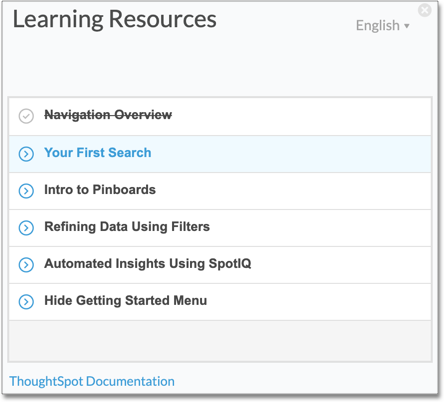 Learning Resources
English
Navigation Overview
Your First Search
Intro to Pinboards
Refining Data Using Filters
Automated Insights Using SpotIQ
Hide Getting Started Menu
ThoughtSpot Documentation